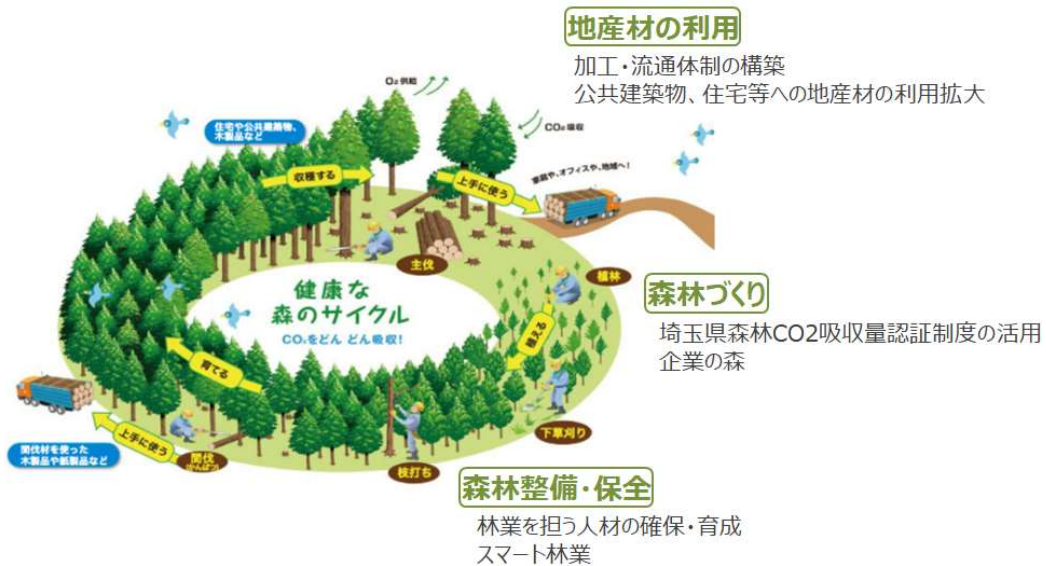 地産材の利用
加工・流通体制の構築
公共建築物、住宅等への地産材の利用拡大
O₂供給
CO₂吸収
住宅や公共建築物、
木製品など
収穫する
上手に使う
家庭や、オフィスや、地域へ!
主伐
植林
健康な
森のサイクル
CO₂をどんどん吸収!
植える
森林づくり
埼玉県森林CO2吸収量認証制度の活用
企業の森
育てる
下草刈り
上手に使う
間伐材を使った
木製品や紙製品など
間伐
枝打ち
森林整備・保全
林業を担う人材の確保・育成
スマート林業